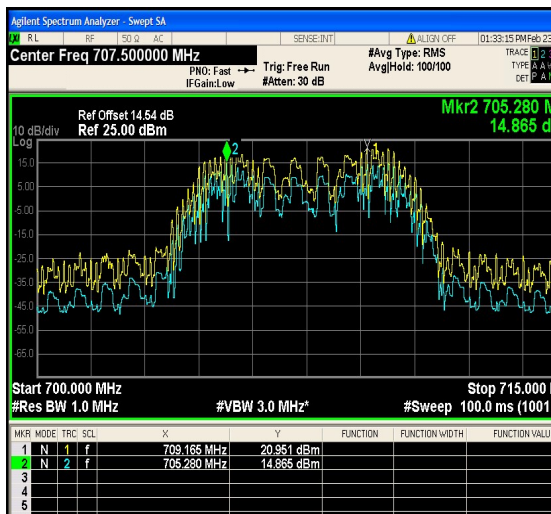 Agilent Spectrum Analyzer - Swept SA
RL RF 50 Ω AC SENSE:INT ALIGN OFF 01:33:15 PM Feb 23
Center Freq 707.500000 MHz #Avg Type: RMS TRACE 1 2
PNO: Fast Trig: Free Run Avg|Hold: 100/100 TYPE A A
IFGain:Low #Atten: 30 dB DET P A
Mkr2 705.280 M
Ref Offset 14.54 dB 14.865 d
10 dB/div Ref 25.00 dBm
Log
2 1
15.0
5.00
-5.00
-15.0
-25.0
-35.0
-45.0
-55.0
-65.0
Start 700.000 MHz Stop 715.000
#Res BW 1.0 MHz #VBW 3.0 MHz* #Sweep 100.0 ms (1001
MKR MODE TRC SCL X Y FUNCTION FUNCTION WIDTH FUNCTION VALU
1 N 1 f 709.165 MHz 20.951 dBm
2 N 2 f 705.280 MHz 14.865 dBm
3
4
5